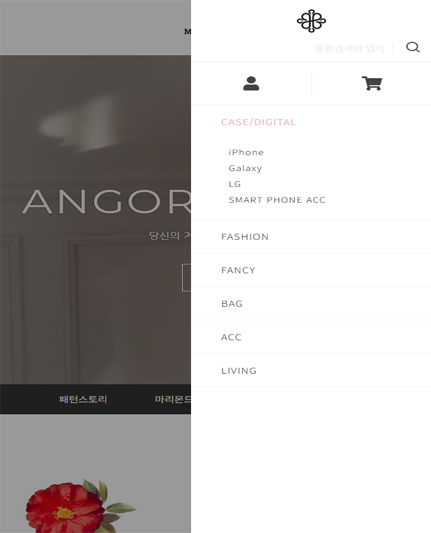 통합검색어 입력
CASE/DIGITAL
iPhone
Galaxy
LG
SMART PHONE ACC
FASHION
FANCY
BAG
ACC
LIVING
M
ANGOR
당신의
패턴스토리
마리몬드